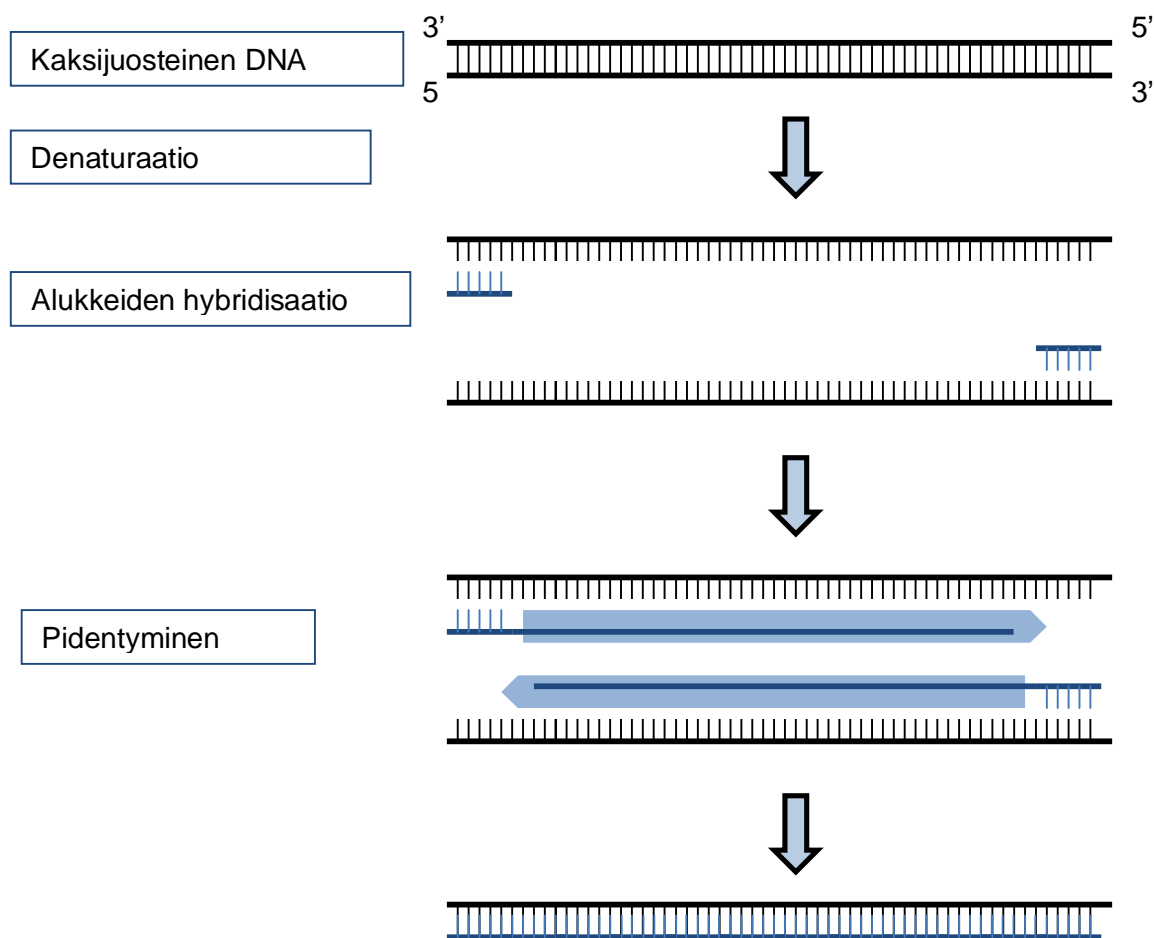 3’ 5’
Kaksijuosteinen DNA
5 3’
Denaturaatio
Alukkeiden hybridisaatio
Pidentyminen